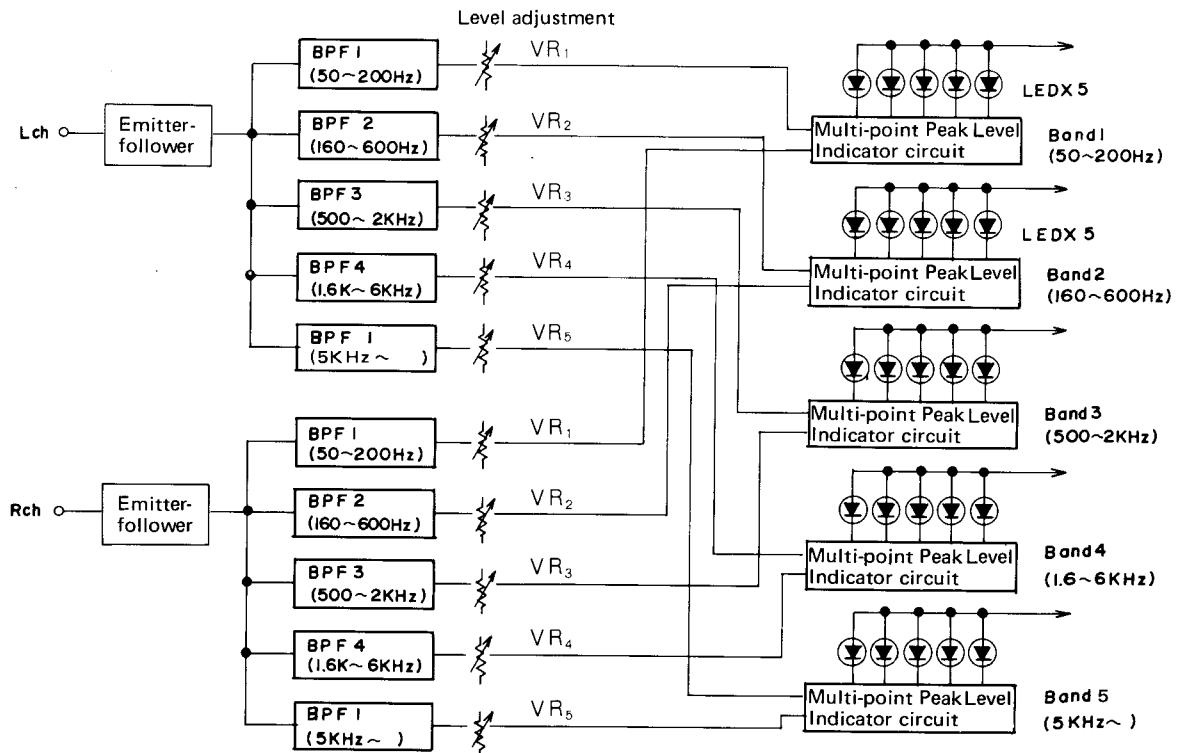 Level adjustment
BPF 1
(50~200Hz)
VR1
BPF 2
(160~600Hz)
VR2
BPF 3
(500~2KHz)
VR3
BPF 4
(1.6K~6KHz)
VR4
BPF 1
(5KHz~ )
VR5
Lch
Emitter-
follower
BPF 1
(50~200Hz)
VR1
BPF 2
(160~600Hz)
VR2
BPF 3
(500~2KHz)
VR3
BPF 4
(1.6K~6KHz)
VR4
BPF 1
(5KHz~ )
VR5
Rch
Emitter-
follower
LEDX5
Multi-point Peak Level
Indicator circuit
Band1
(50~200Hz)
LEDX5
Multi-point Peak Level
Indicator circuit
Band2
(160~600Hz)
Multi-point Peak Level
Indicator circuit
Band3
(500~2KHz)
Multi-point Peak Level
Indicator circuit
Band4
(1.6~6KHz)
Multi-point Peak Level
Indicator circuit
Band5
(5KHz~ )